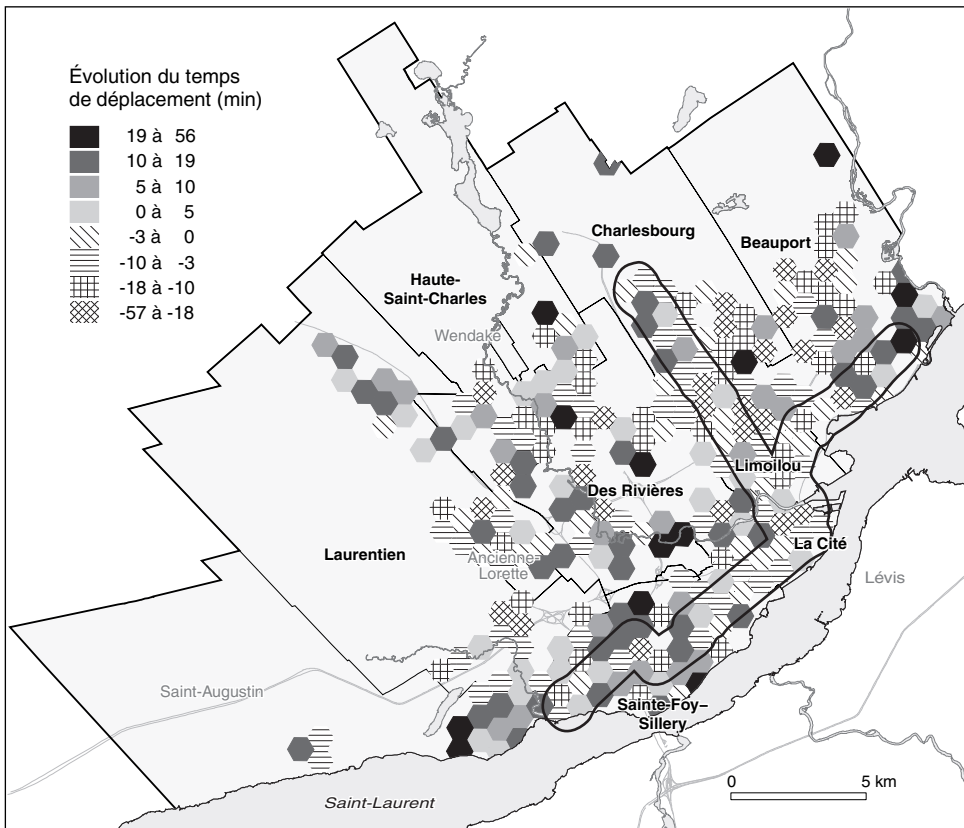 Évolution du temps
de déplacement (min)
19 à 56
10 à 19
5 à 10
0 à 5
-3 à 0
-10 à -3
-18 à -10
-57 à -18
Charlesbourg
Beauport
Haute-
Saint-Charles
Wendake
Limoilou
Des Rivières
La Cité
Laurentien
Ancienne-
Lorette
Lévis
Saint-Augustin
Sainte-Foy–
Sillery
0 5 km
Saint-Laurent